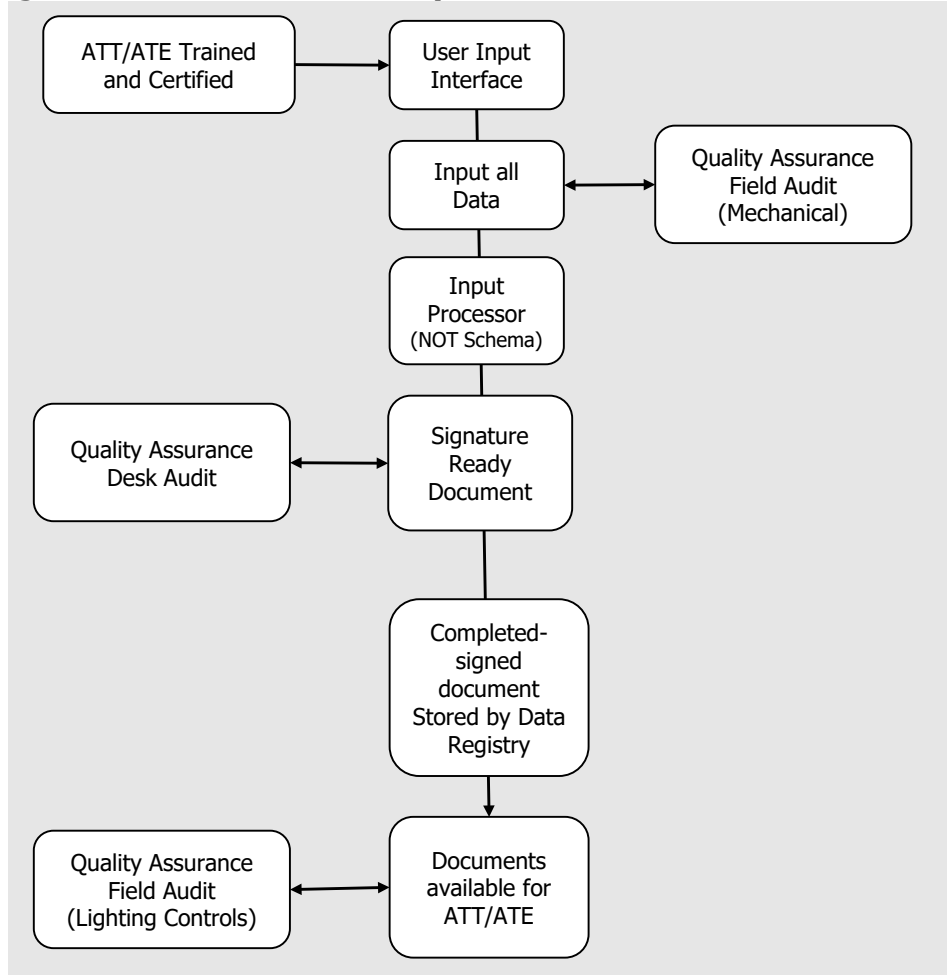 ATT/ATE Trained
and Certified
User Input
Interface
Input all
Data
Quality Assurance
Field Audit
(Mechanical)
Input
Processor
(NOT Schema)
Quality Assurance
Desk Audit
Signature
Ready
Document
Completed-
signed
document
Stored by Data
Registry
Quality Assurance
Field Audit
(Lighting Controls)
Documents
available for
ATT/ATE